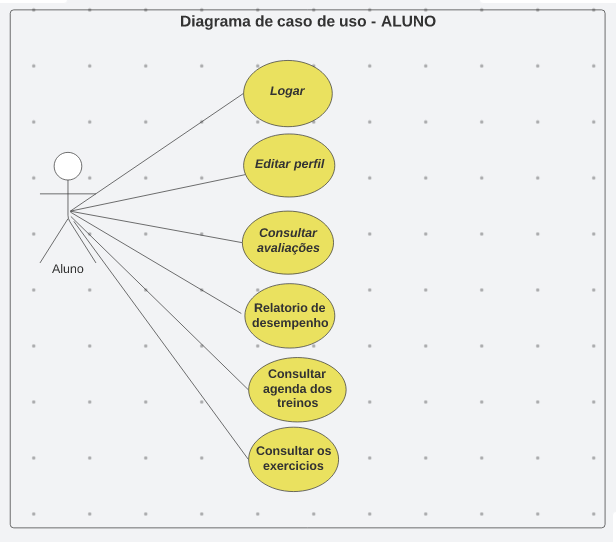 Diagrama de caso de uso - ALUNO
Logar
Editar perfil
Consultar
avaliações
Aluno
Relatorio de
desempenho
Consultar
agenda dos
treinos
Consultar os
exercicios